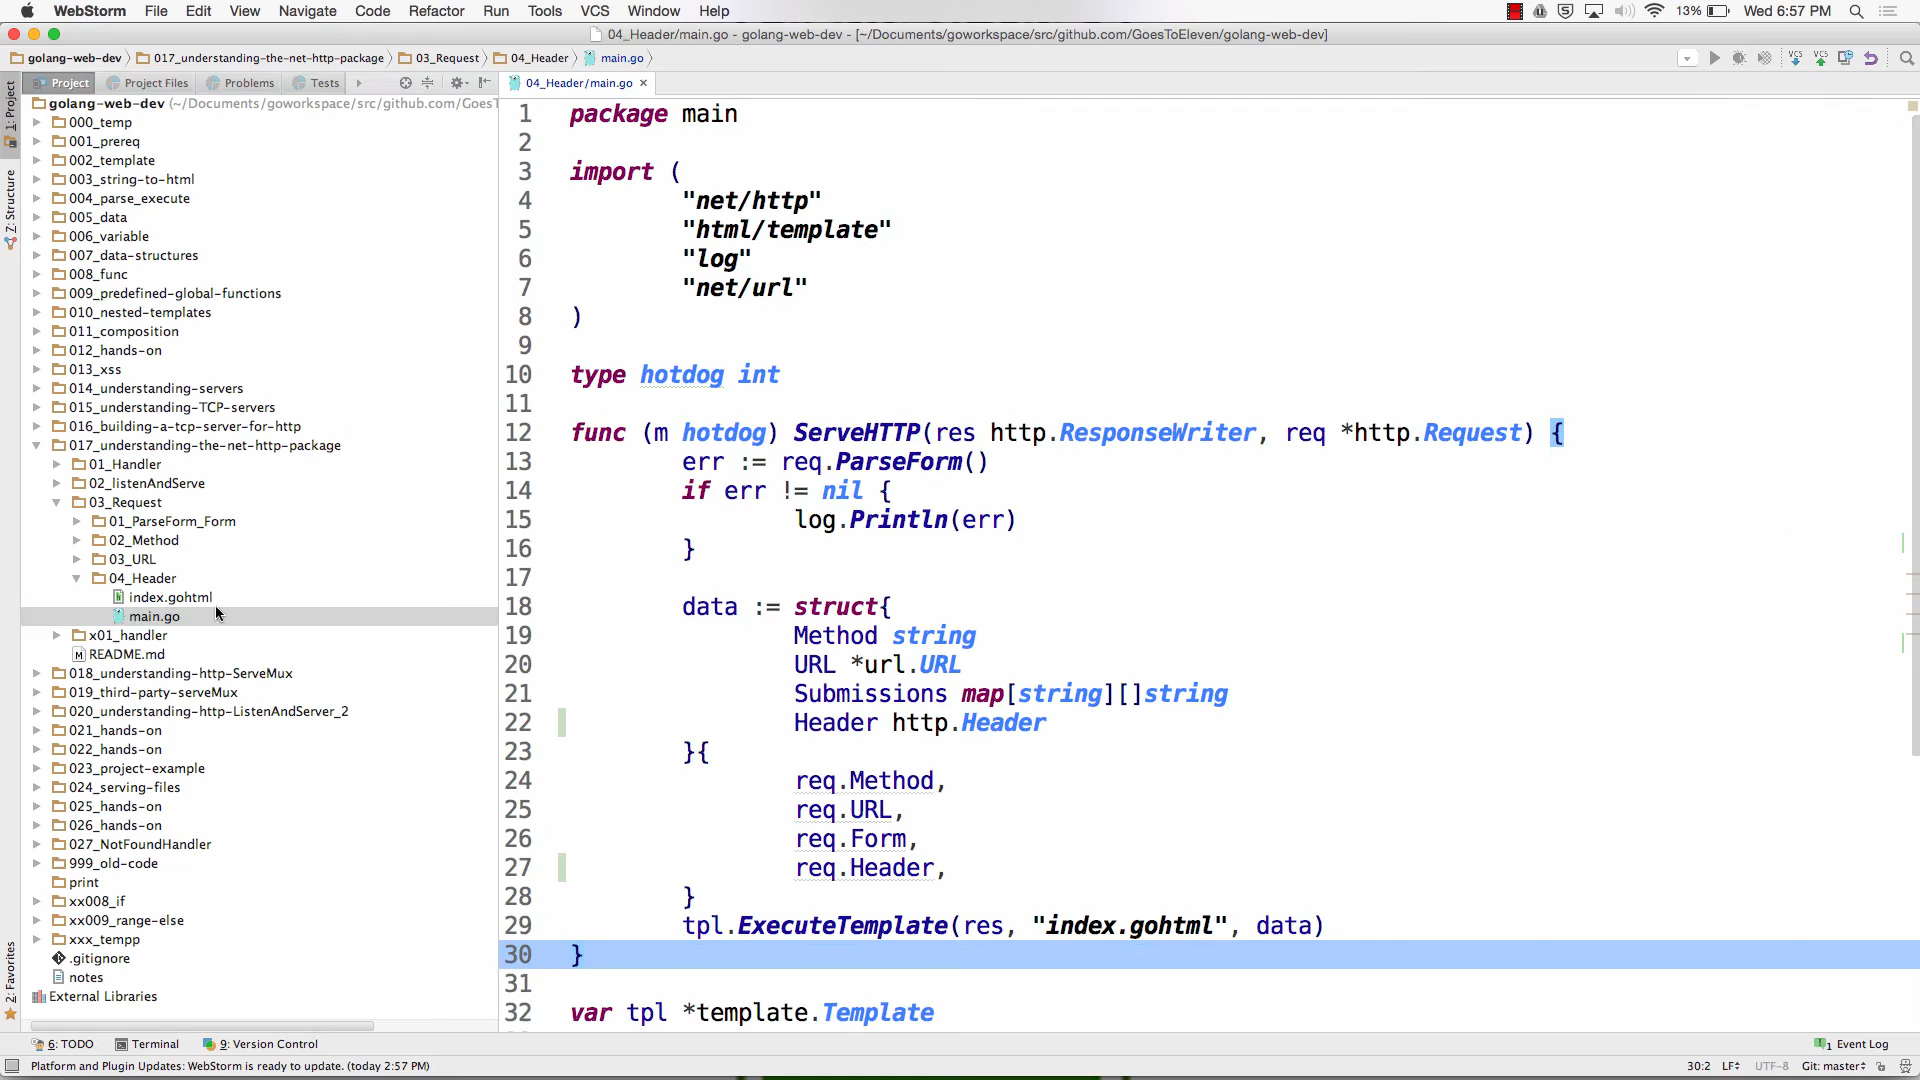 WebStorm File Edit View Navigate Code Refactor Run Tools VCS Window Help 13% Wed 6:57 PM
04_Header/main.go - golang-web-dev - [~/Documents/goworkspace/src/github.com/GoesToEleven/golang-web-dev]
golang-web-dev 017_understanding-the-net-http-package 03_Request 04_Header main.go
Project Project Files Problems Tests 04_Header/main.go
1: Project
Z: Structure
2: Favorites
golang-web-dev (~/Documents/goworkspace/src/github.com/GoesT
000_temp
001_prereq
002_template
003_string-to-html
004_parse_execute
005_data
006_variable
007_data-structures
008_func
009_predefined-global-functions
010_nested-templates
011_composition
012_hands-on
013_xss
014_understanding-servers
015_understanding-TCP-servers
016_building-a-tcp-server-for-http
017_understanding-the-net-http-package
01_Handler
02_listenAndServe
03_Request
01_ParseForm_Form
02_Method
03_URL
04_Header
index.gohtml
main.go
x01_handler
README.md
018_understanding-http-ServeMux
019_third-party-serveMux
020_understanding-http-ListenAndServer_2
021_hands-on
022_hands-on
023_project-example
024_serving-files
025_hands-on
026_hands-on
027_NotFoundHandler
999_old-code
print
xx008_if
xx009_range-else
xxx_tempp
.gitignore
notes
External Libraries
1 package main
2
3 import (
4 "net/http"
5 "html/template"
6 "log"
7 "net/url"
8 )
9
10 type hotdog int
11
12 func (m hotdog) ServeHTTP(res http.ResponseWriter, req *http.Request) {
13 err := req.ParseForm()
14 if err != nil {
15 log.Println(err)
16 }
17
18 data := struct{
19 Method string
20 URL *url.URL
21 Submissions map[string][]string
22 Header http.Header
23 }{
24 req.Method,
25 req.URL,
26 req.Form,
27 req.Header,
28 }
29 tpl.ExecuteTemplate(res, "index.gohtml", data)
30 }
31
32 var tpl *template.Template
6: TODO Terminal 9: Version Control 1 Event Log
Platform and Plugin Updates: WebStorm is ready to update. (today 2:57 PM) 30:2 LF UTF-8 Git: master